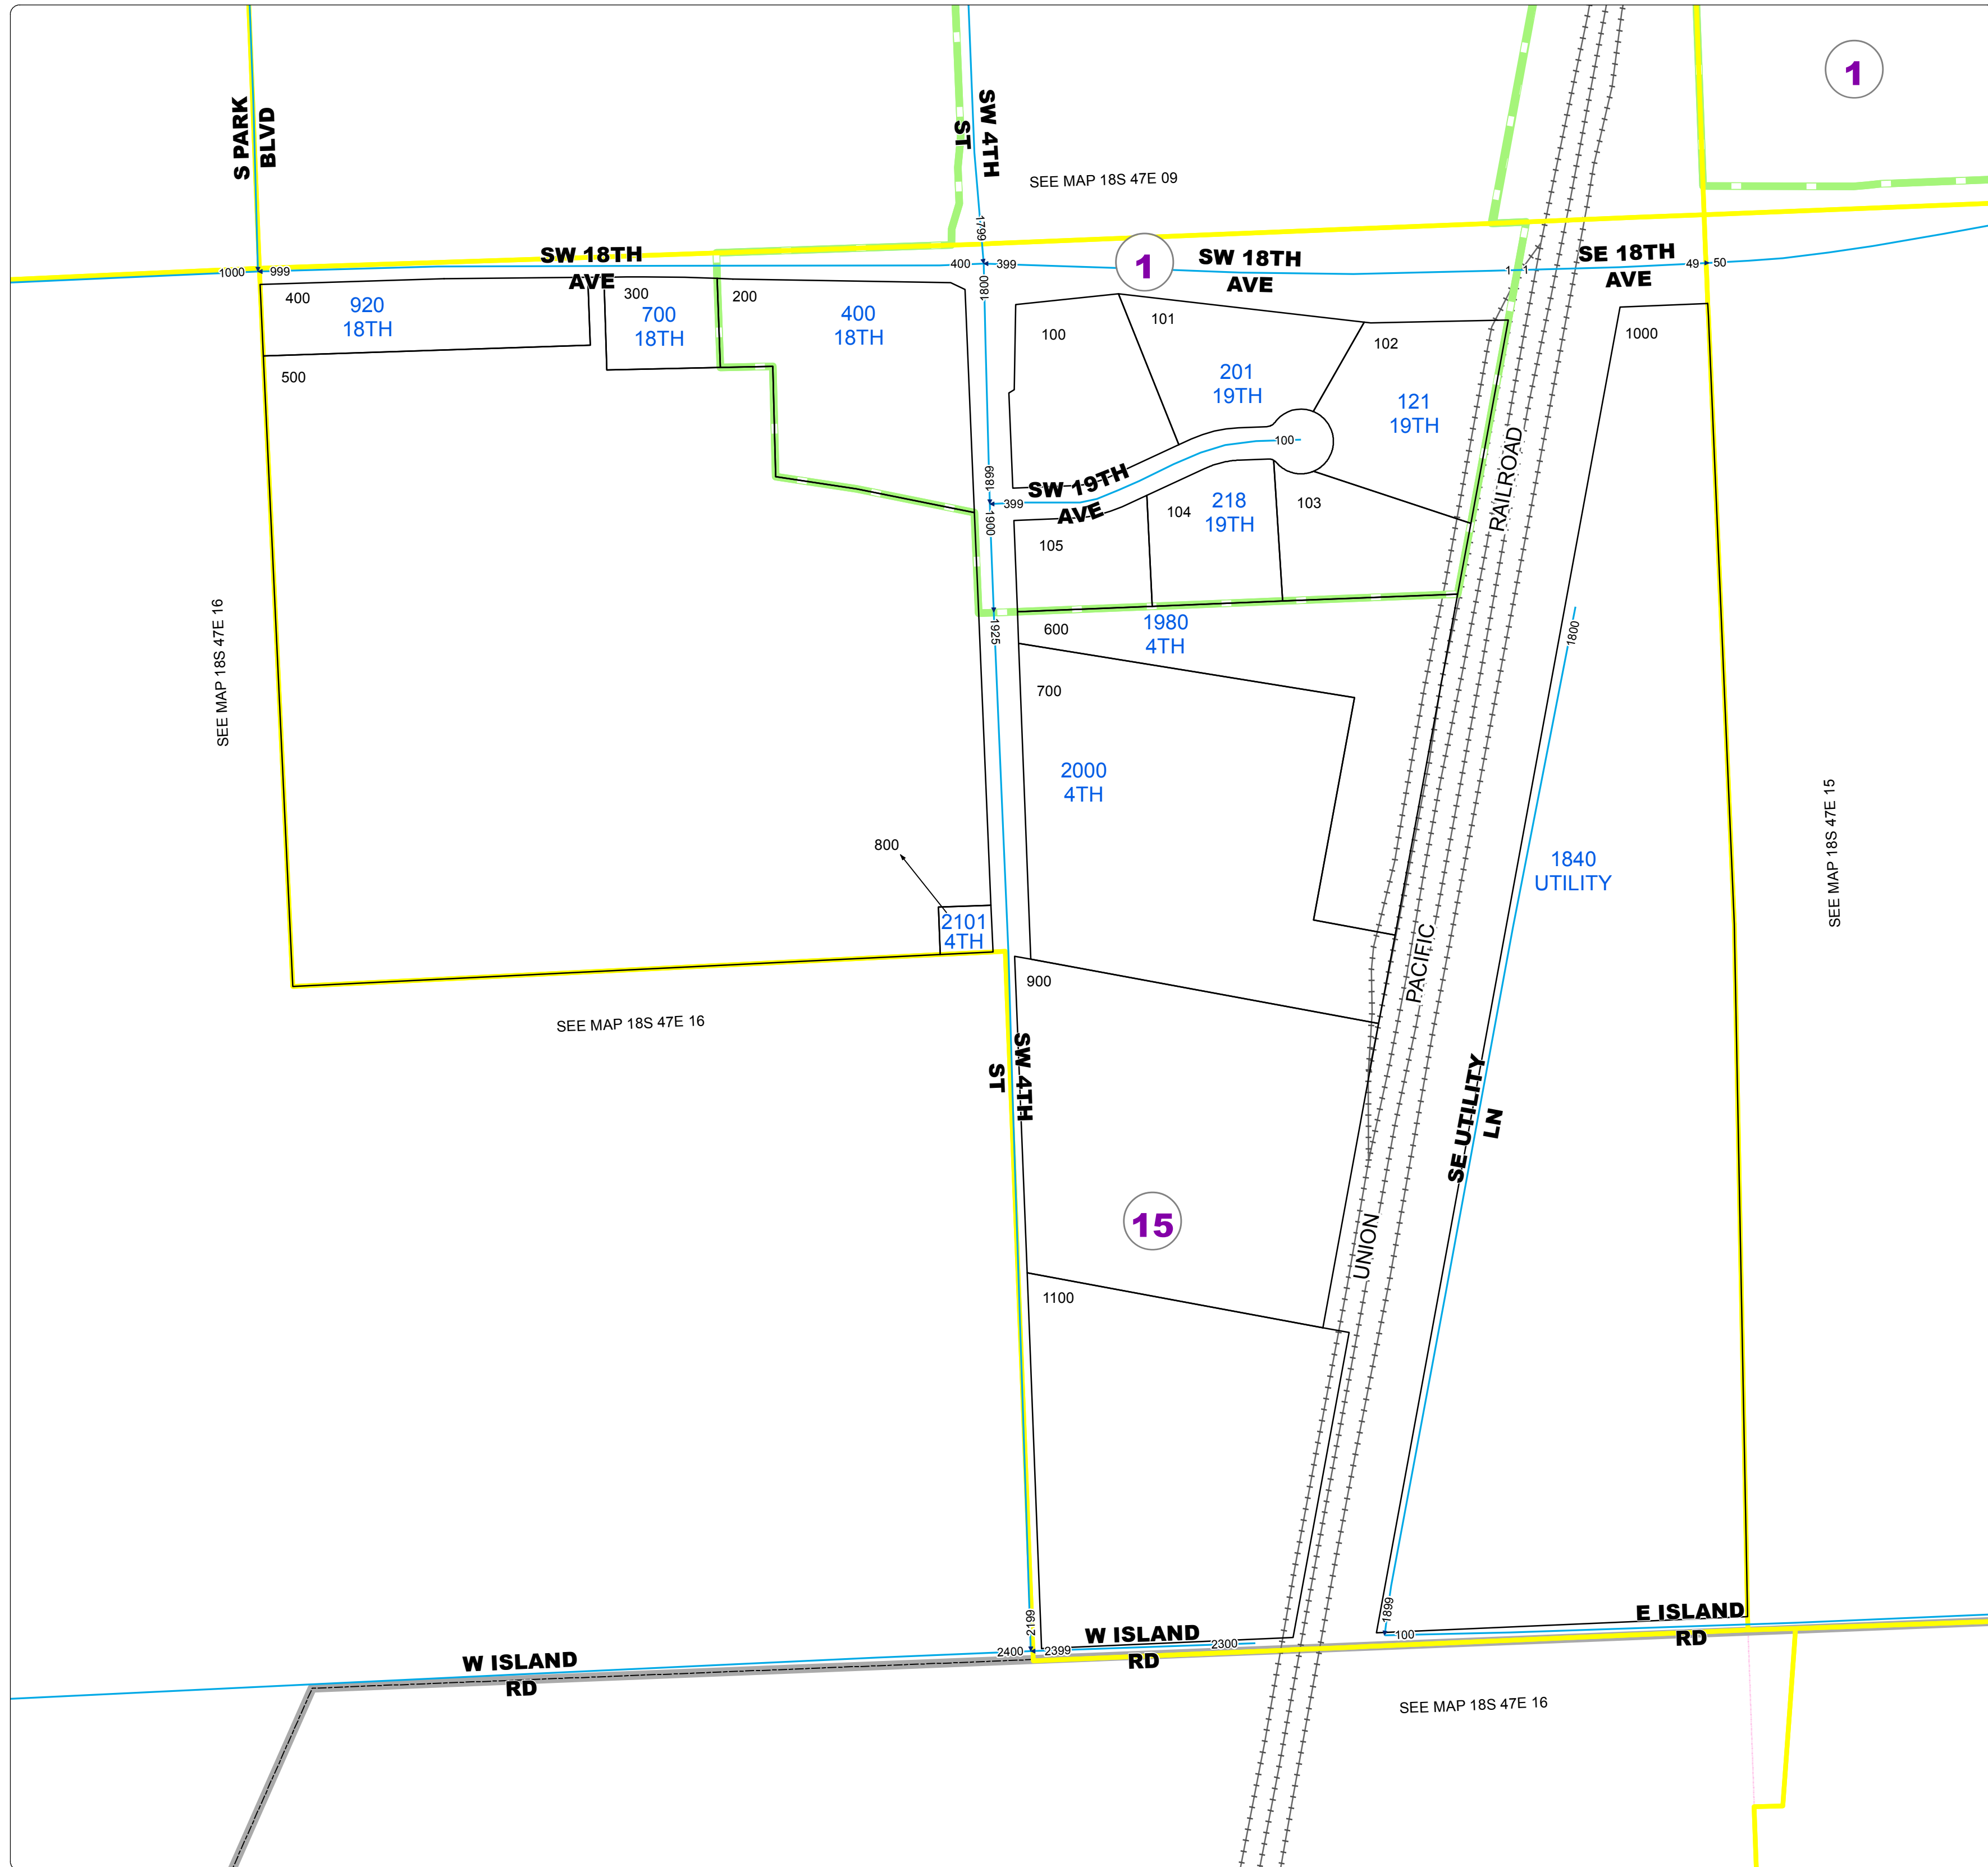 1
S PARK
BLVD
SW 4TH
ST
SEE MAP 18S 47E 09
1799
SW 18TH
AVE
1000
999
400
399
1
SW 18TH
AVE
1
1
SE 18TH
AVE
49
50
1800
400
920
18TH
300
700
18TH
200
400
18TH
100
101
201
19TH
102
121
19TH
1000
500
100
1899
399
SW 19TH
AVE
1900
104
218
19TH
103
105
RAILROAD
1925
600
1980
4TH
1800
SEE MAP 18S 47E 16
700
2000
4TH
SEE MAP 18S 47E 15
800
2101
4TH
1840
UTILITY
900
PACIFIC
SEE MAP 18S 47E 16
SW 4TH
ST
SE UTILITY
LN
15
UNION
1100
2199
1899
100
E ISLAND
RD
W ISLAND
RD
2400
2399
2300
W ISLAND
RD
SEE MAP 18S 47E 16